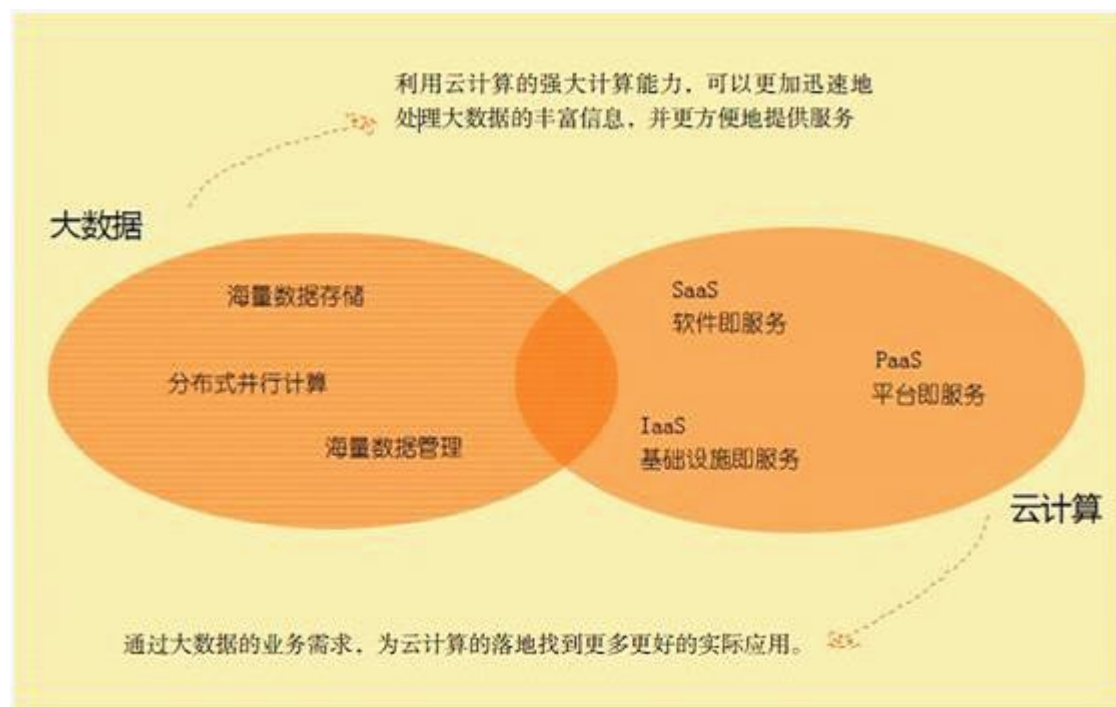 利用云计算的强大计算能力，可以更加迅速地
处理大数据的丰富信息，并更方便地提供服务
大数据
海量数据存储
分布式并行计算
海量数据管理
SaaS
软件即服务
PaaS
平台即服务
IaaS
基础设施即服务
云计算
通过大数据的业务需求，为云计算的落地找到更多更好的实际应用。